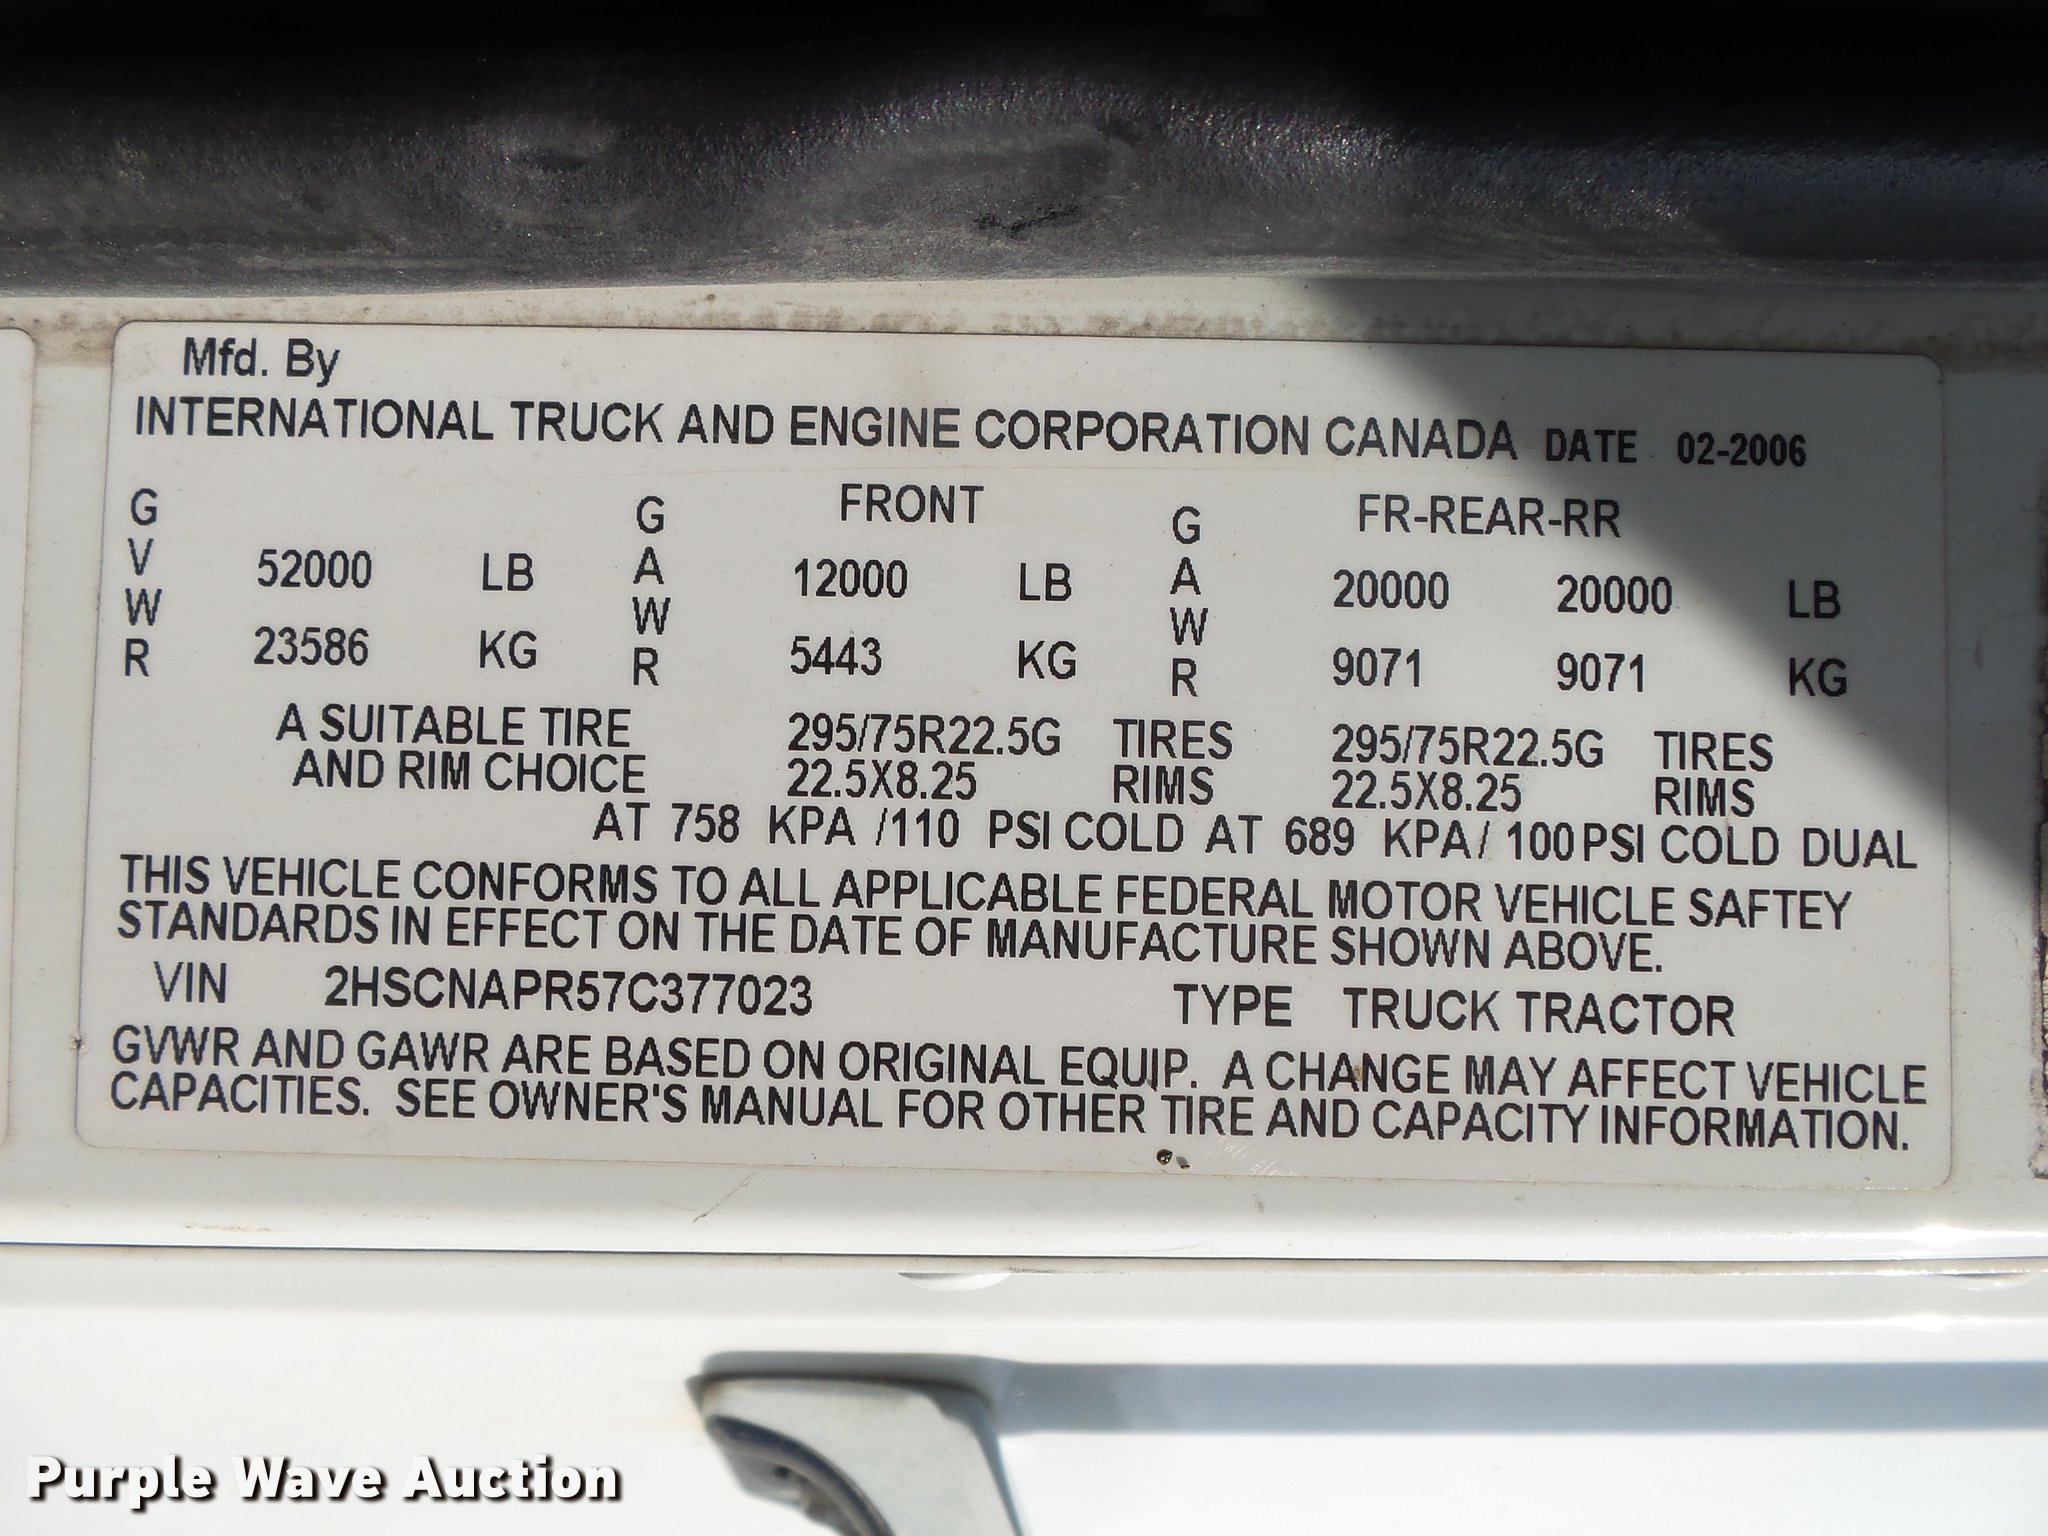 Mfd. By
INTERNATIONAL TRUCK AND ENGINE CORPORATION CANADA DATE 02-2006
GVWR GAWR FRONT GAWR FR-REAR-RR
52000 LB 12000 LB 20000 20000 LB
23586 KG 5443 KG 9071 9071 KG
A SUITABLE TIRE 295/75R22.5G TIRES 295/75R22.5G TIRES
AND RIM CHOICE 22.5X8.25 RIMS 22.5X8.25 RIMS
AT 758 KPA /110 PSI COLD AT 689 KPA/ 100 PSI COLD DUAL
THIS VEHICLE CONFORMS TO ALL APPLICABLE FEDERAL MOTOR VEHICLE SAFTEY
STANDARDS IN EFFECT ON THE DATE OF MANUFACTURE SHOWN ABOVE.
VIN 2HSCNAPR57C377023 TYPE TRUCK TRACTOR
GVWR AND GAWR ARE BASED ON ORIGINAL EQUIP. A CHANGE MAY AFFECT VEHICLE
CAPACITIES. SEE OWNER'S MANUAL FOR OTHER TIRE AND CAPACITY INFORMATION.
Purple Wave Auction